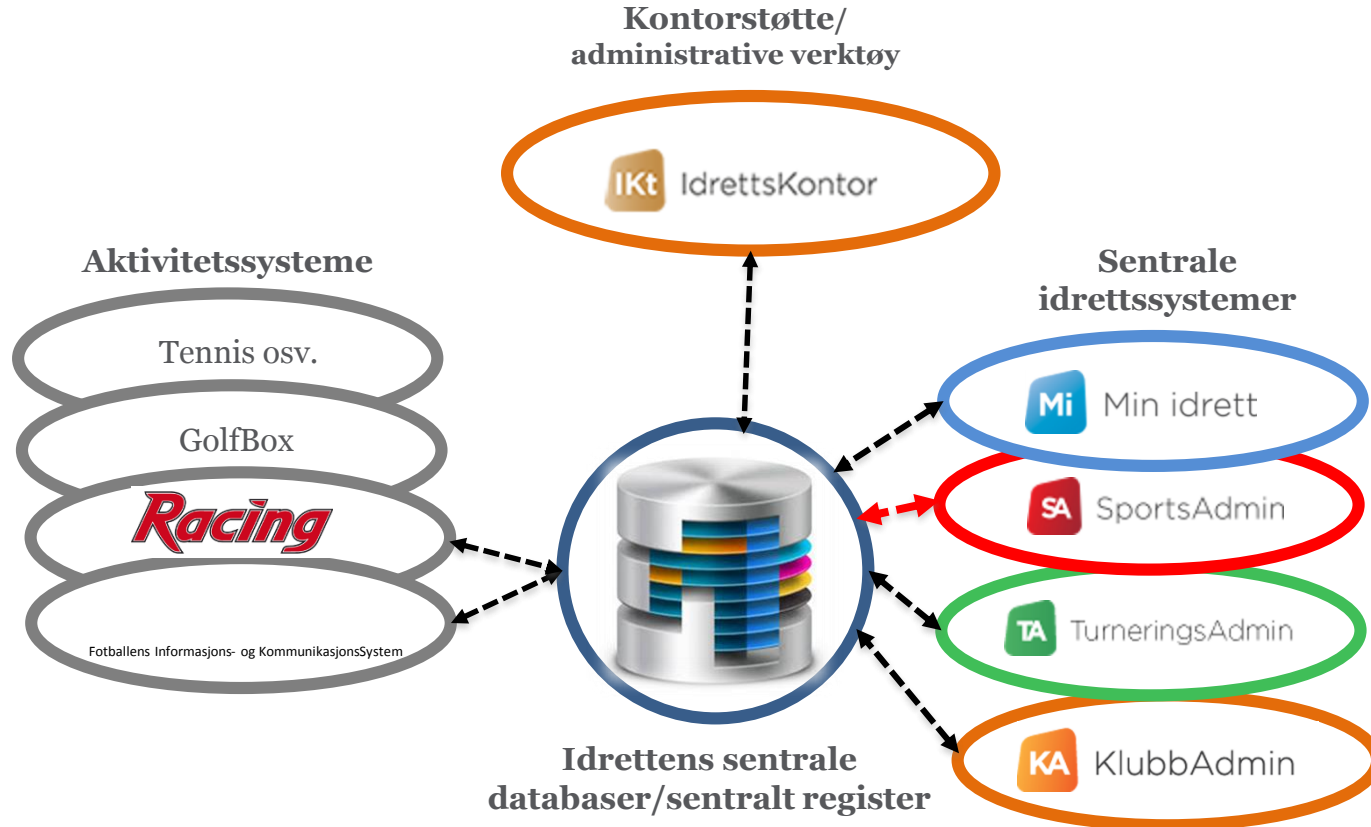 Kontorstøtte/
administrative verktøy
IKt IdrettsKontor
Aktivitetssysteme
Tennis osv.
GolfBox
Racing
Fotballens Informasjons- og KommunikasjonsSystem
Sentrale
idrettssystemer
Mi Min idrett
SA SportsAdmin
TA TurneringsAdmin
KA KlubbAdmin
Idrettens sentrale
databaser/sentralt register